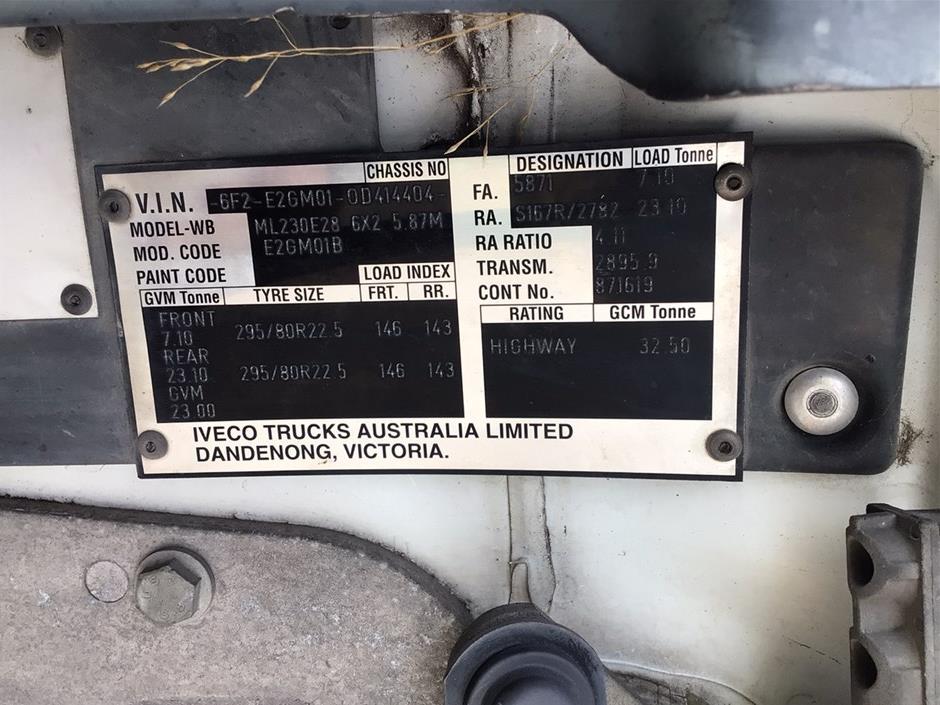 CHASSIS NO
V.I.N. -6F2-E2GM01-0D414404-
MODEL-WB ML230E28 6X2 5.87M
MOD. CODE E2GM01B
PAINT CODE LOAD INDEX
GVM Tonne TYRE SIZE FRT. RR.
FRONT
7.10 295/80R22.5 146 143
REAR
23.10 295/80R22.5 146 143
GVM
23.00
DESIGNATION LOAD Tonne
FA. 5871 7.10
RA. S167R/2782 23.10
RA RATIO 4.11
TRANSM. 2895.9
CONT No. 871619
RATING GCM Tonne
HIGHWAY 32.50
IVECO TRUCKS AUSTRALIA LIMITED
DANDENONG, VICTORIA.